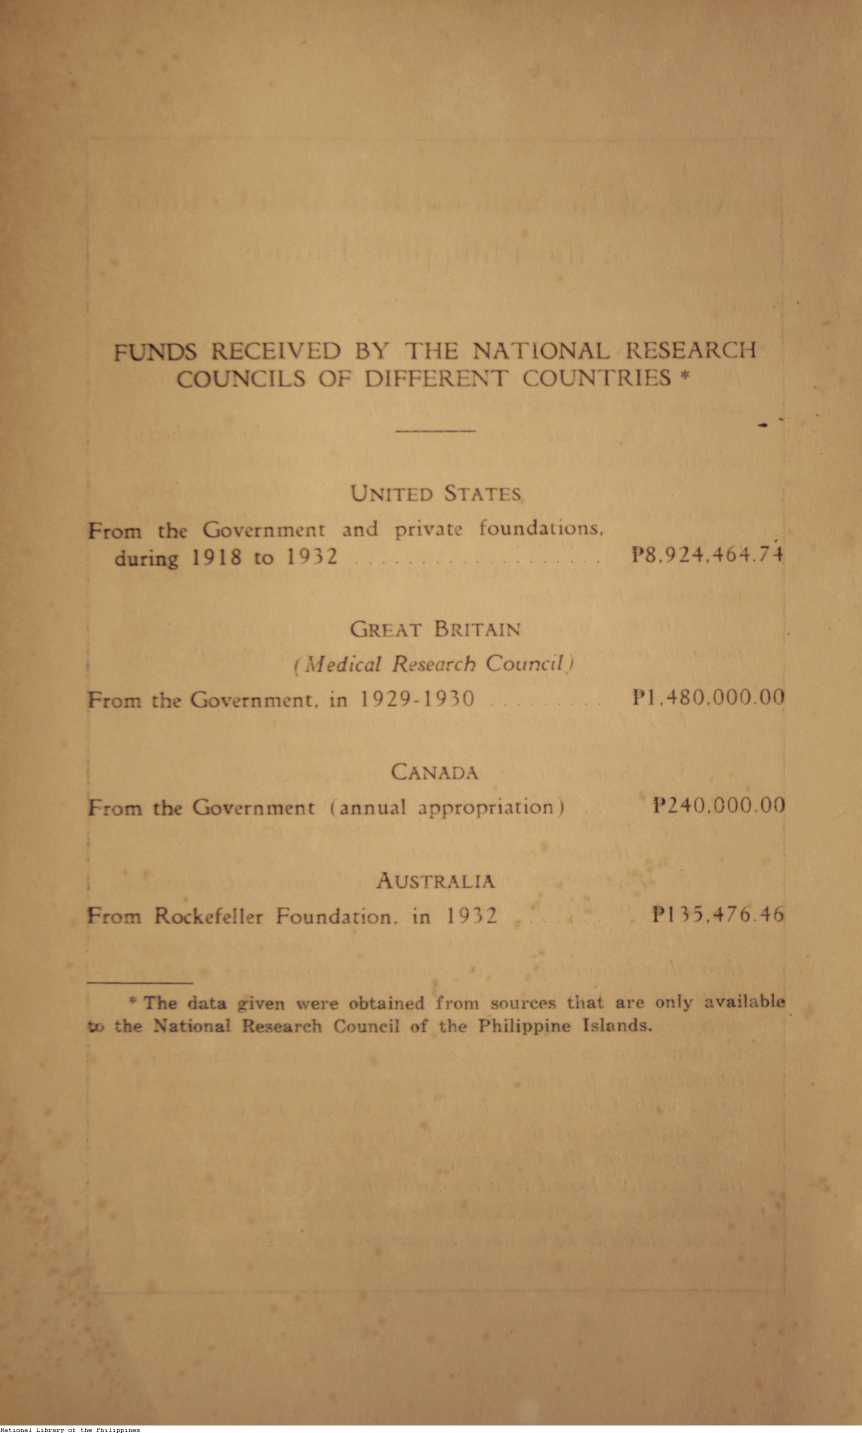 FUNDS RECEIVED BY THE NATIONAL RESEARCH
COUNCILS OF DIFFERENT COUNTRIES *
UNITED STATES
From the Government and private foundations,
during 1918 to 1932 ................... ₱8,924,464.74
GREAT BRITAIN
(Medical Research Council)
From the Government, in 1929-1930 ......... ₱1,480,000.00
CANADA
From the Government (annual appropriation) . ₱240,000.00
AUSTRALIA
From Rockefeller Foundation, in 1932 ..... ₱135,476.46
* The data given were obtained from sources that are only available
to the National Research Council of the Philippine Islands.
National Library of the Philippines